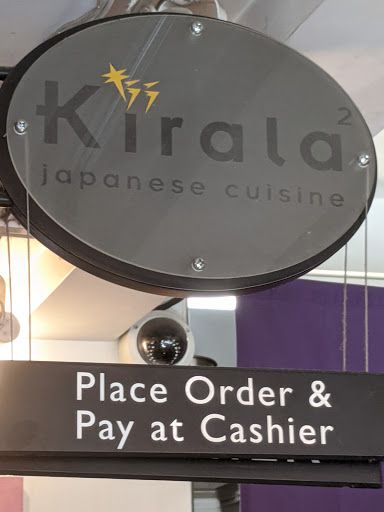 Kirala²
japanese cuisine
Place Order &
Pay at Cashier